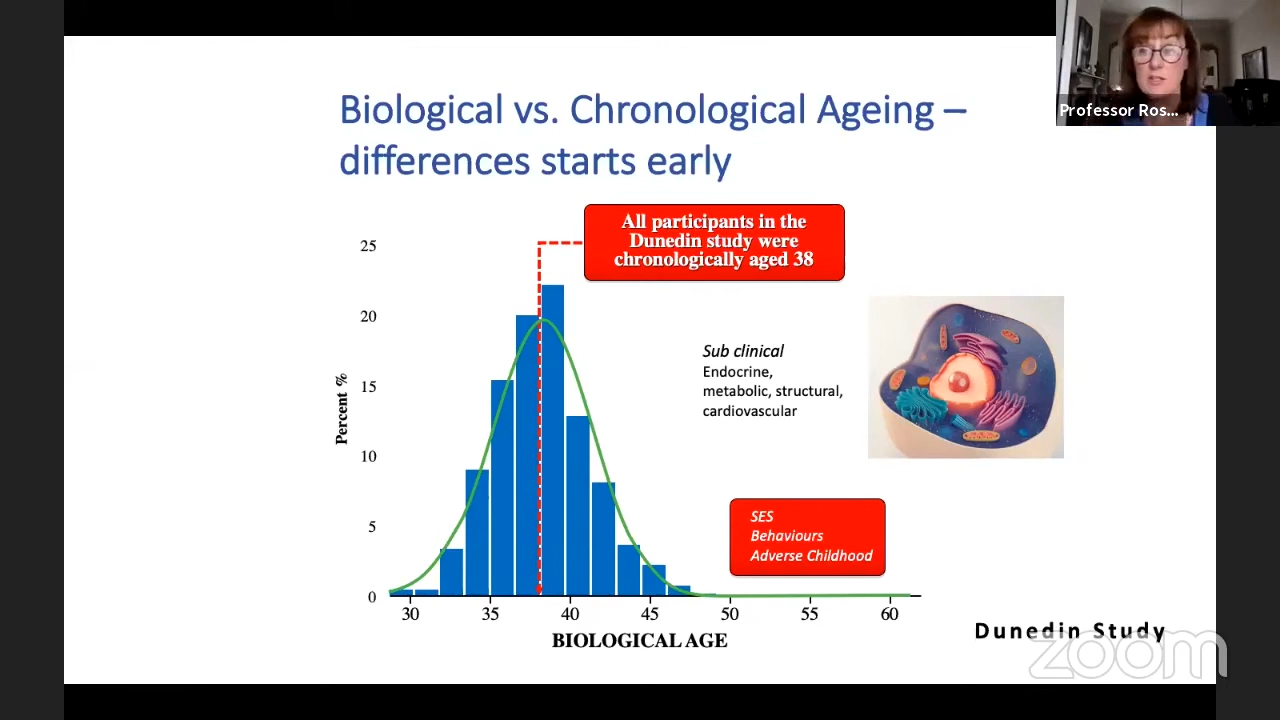 Professor Ros...
Biological vs. Chronological Ageing –
differences starts early
All participants in the
Dunedin study were
chronologically aged 38
25
20
15
10
5
0
Percent %
Sub clinical
Endocrine,
metabolic, structural,
cardiovascular
SES
Behaviours
Adverse Childhood
30 35 40 45 50 55 60
BIOLOGICAL AGE
Dunedin Study
zoom